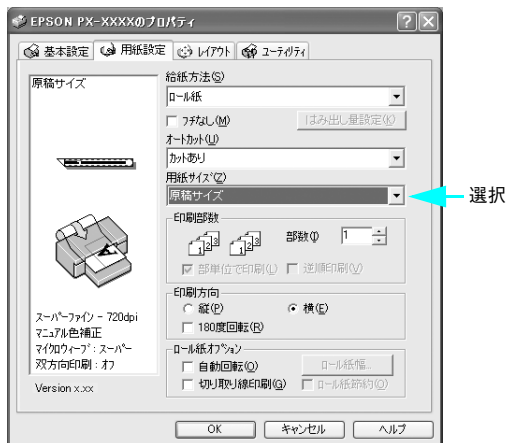 EPSON PX-XXXXのプロパティ
基本設定
用紙設定
レイアウト
ユーティリティ
原稿サイズ
スーパーファイン - 720dpi
マニュアル色補正
マイクロウィーブ：スーパー
双方向印刷：オフ
Version x.xx
給紙方法(S)
ロール紙
フチなし(M)
はみ出し量設定(K)
オートカット(U)
カットあり
用紙サイズ(Z)
原稿サイズ
選択
印刷部数
部数(I)
1
部単位で印刷(L)
逆順印刷(V)
印刷方向
縦(P)
横(E)
180度回転(R)
ロール紙オプション
自動回転(O)
ロール紙幅...
切り取り線印刷(G)
ロール紙節約(O)
OK
キャンセル
ヘルプ